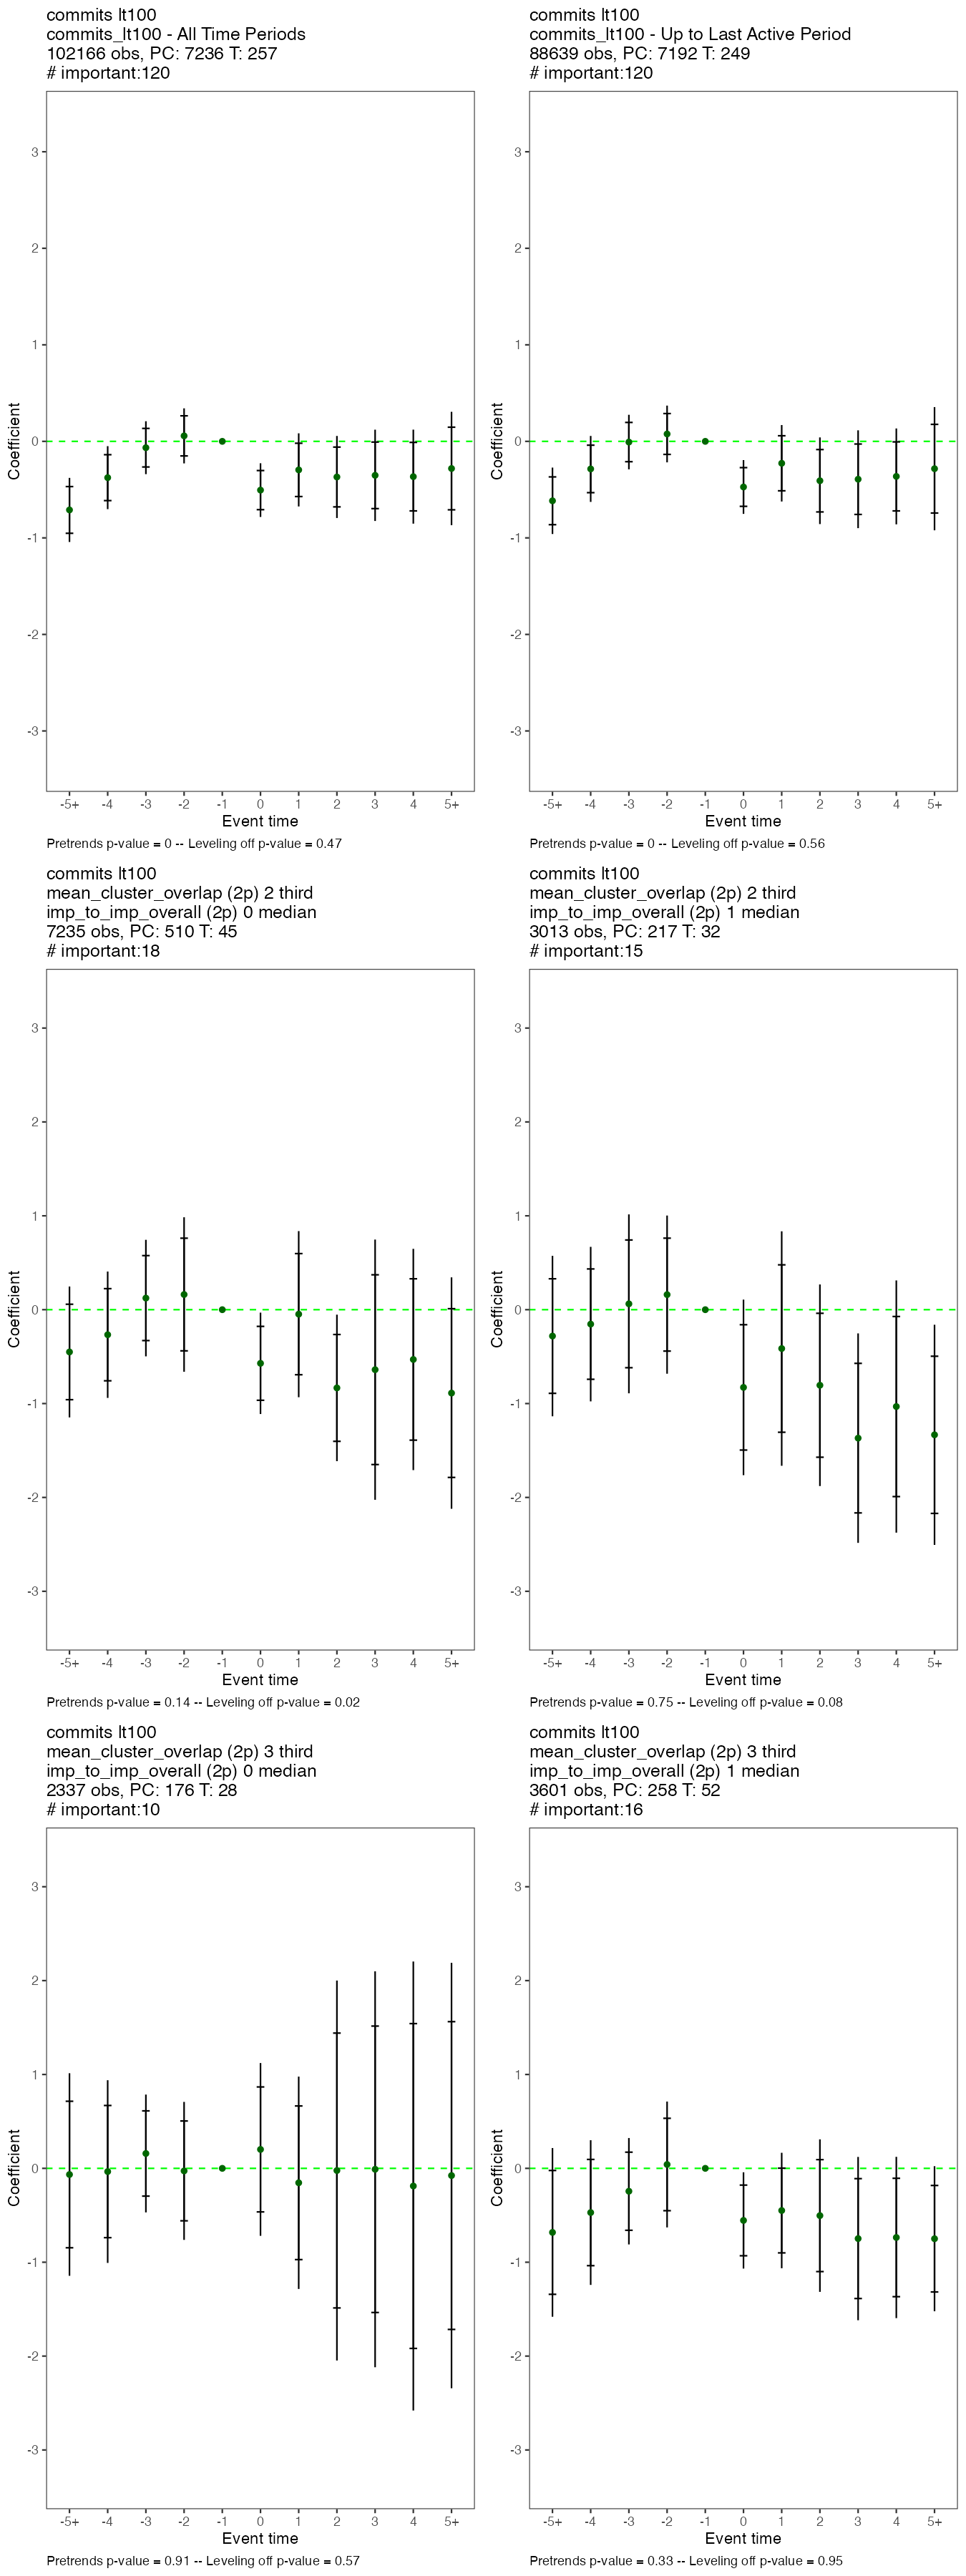 commits lt100
commits_lt100 - All Time Periods
102166 obs, PC: 7236 T: 257
# important:120
3
2
1
0
-1
-2
-3
Coefficient
-5+ -4 -3 -2 -1 0 1 2 3 4 5+
Event time
Pretrends p-value = 0 -- Leveling off p-value = 0.47
commits lt100
commits_lt100 - Up to Last Active Period
88639 obs, PC: 7192 T: 249
# important:120
3
2
1
0
-1
-2
-3
Coefficient
-5+ -4 -3 -2 -1 0 1 2 3 4 5+
Event time
Pretrends p-value = 0 -- Leveling off p-value = 0.56
commits lt100
mean_cluster_overlap (2p) 2 third
imp_to_imp_overall (2p) 0 median
7235 obs, PC: 510 T: 45
# important:18
3
2
1
0
-1
-2
-3
Coefficient
-5+ -4 -3 -2 -1 0 1 2 3 4 5+
Event time
Pretrends p-value = 0.14 -- Leveling off p-value = 0.02
commits lt100
mean_cluster_overlap (2p) 2 third
imp_to_imp_overall (2p) 1 median
3013 obs, PC: 217 T: 32
# important:15
3
2
1
0
-1
-2
-3
Coefficient
-5+ -4 -3 -2 -1 0 1 2 3 4 5+
Event time
Pretrends p-value = 0.75 -- Leveling off p-value = 0.08
commits lt100
mean_cluster_overlap (2p) 3 third
imp_to_imp_overall (2p) 0 median
2337 obs, PC: 176 T: 28
# important:10
3
2
1
0
-1
-2
-3
Coefficient
-5+ -4 -3 -2 -1 0 1 2 3 4 5+
Event time
Pretrends p-value = 0.91 -- Leveling off p-value = 0.57
commits lt100
mean_cluster_overlap (2p) 3 third
imp_to_imp_overall (2p) 1 median
3601 obs, PC: 258 T: 52
# important:16
3
2
1
0
-1
-2
-3
Coefficient
-5+ -4 -3 -2 -1 0 1 2 3 4 5+
Event time
Pretrends p-value = 0.33 -- Leveling off p-value = 0.95